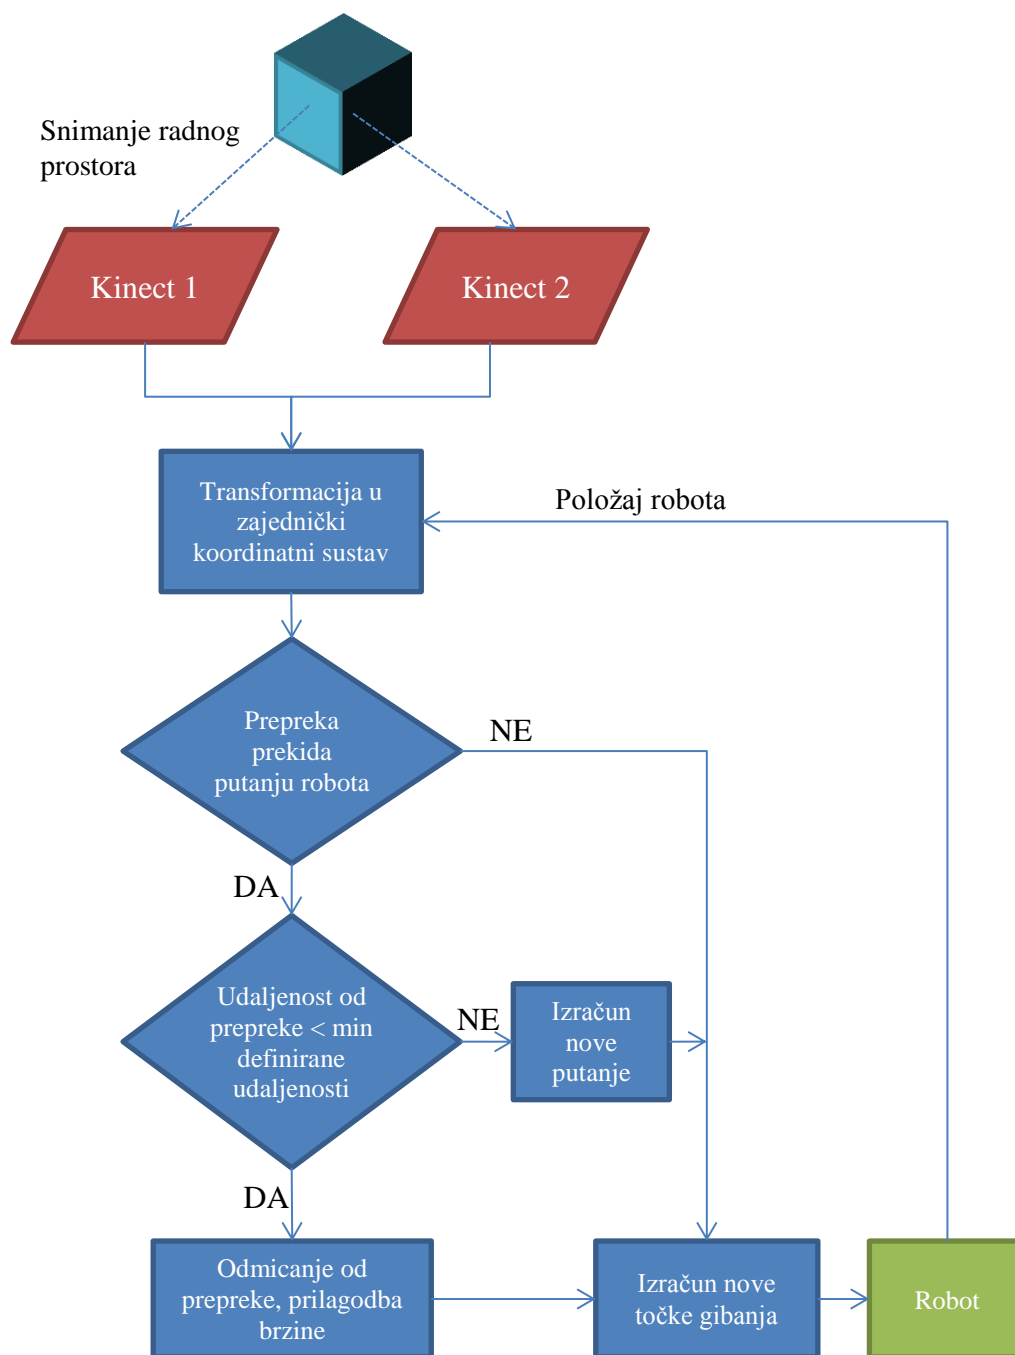 Snimanje radnog
prostora
Kinect 1
Kinect 2
Transformacija u
zajednički
koordinatni sustav
Položaj robota
Prepreka
prekida
putanju robota
NE
DA
Udaljenost od
prepreke < min
definirane
udaljenosti
NE
Izračun
nove
putanje
DA
Odmicanje od
prepreke, prilagodba
brzine
Izračun nove
točke gibanja
Robot